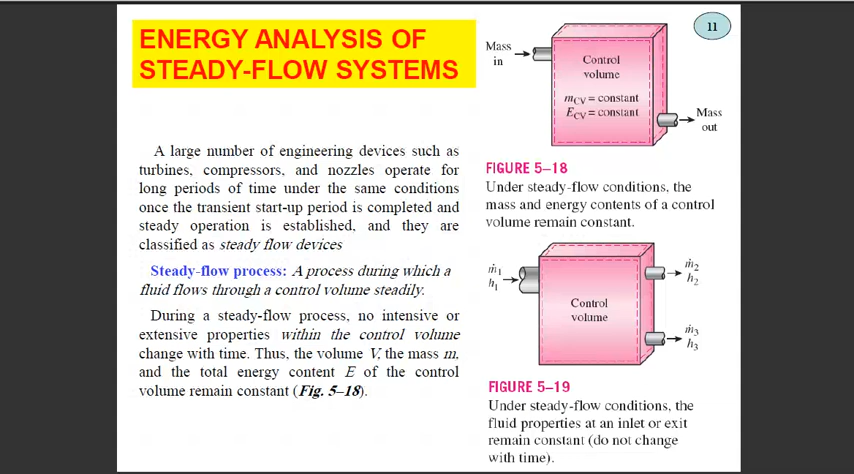 ENERGY ANALYSIS OF
STEADY-FLOW SYSTEMS
A large number of engineering devices such as
turbines, compressors, and nozzles operate for
long periods of time under the same conditions
once the transient start-up period is completed and
steady operation is established, and they are
classified as steady flow devices
Steady-flow process: A process during which a
fluid flows through a control volume steadily.
During a steady-flow process, no intensive or
extensive properties within the control volume
change with time. Thus, the volume V, the mass m,
and the total energy content E of the control
volume remain constant (Fig. 5–18).
11
Mass
in
Control
volume
mCV = constant
ECV = constant
Mass
out
FIGURE 5–18
Under steady-flow conditions, the
mass and energy contents of a control
volume remain constant.
ṁ1
h1
Control
volume
ṁ2
h2
ṁ3
h3
FIGURE 5–19
Under steady-flow conditions, the
fluid properties at an inlet or exit
remain constant (do not change
with time).